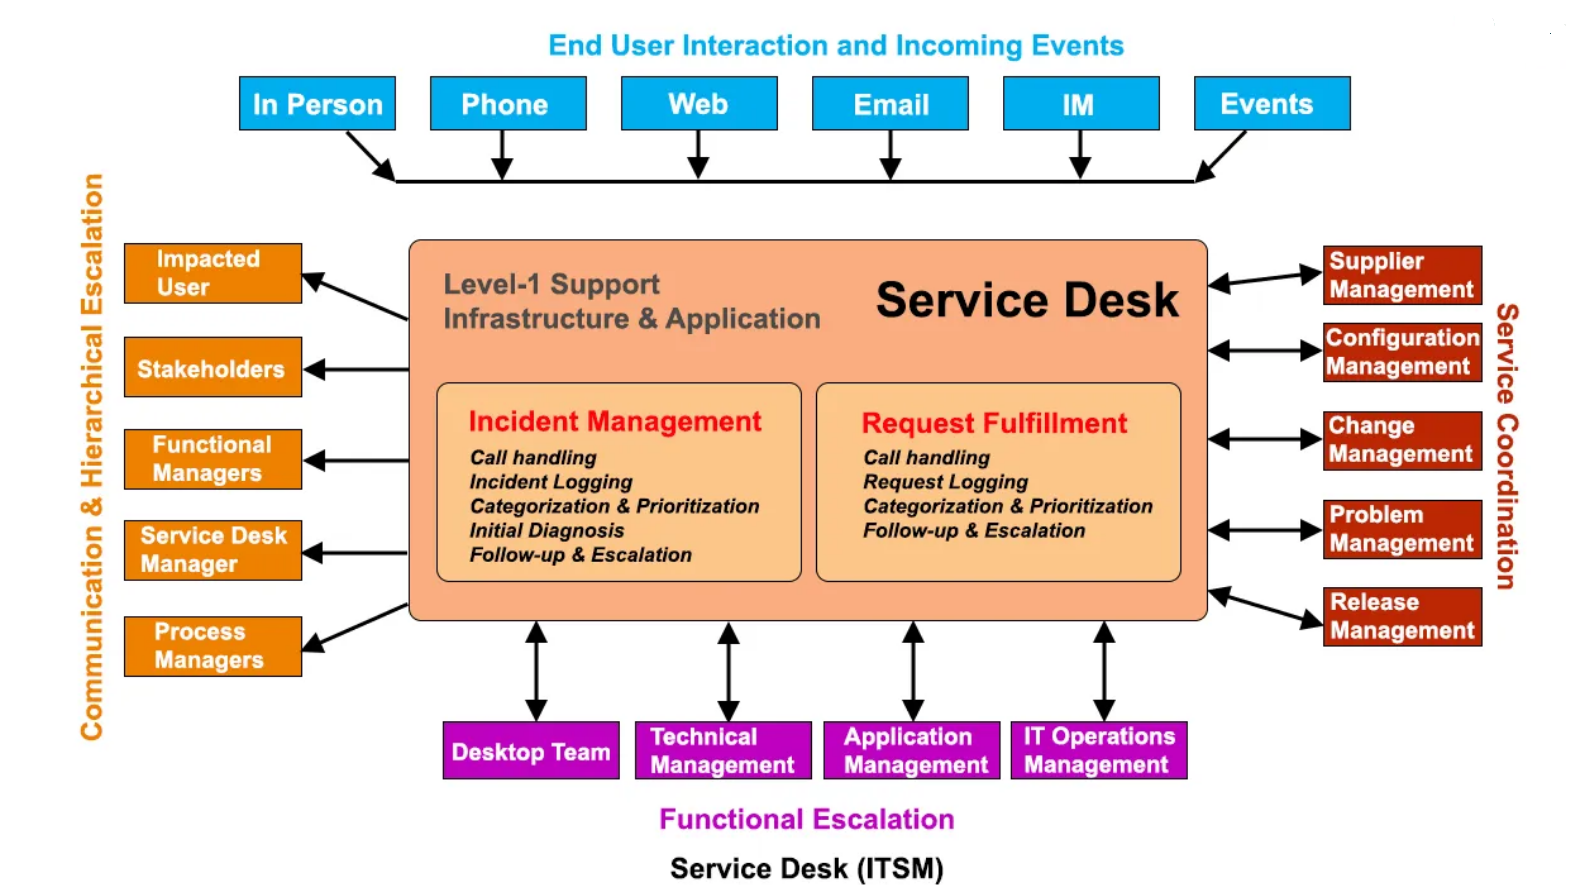 End User Interaction and Incoming Events
In Person
Phone
Web
Email
IM
Events
Communication & Hierarchical Escalation
Impacted
User
Stakeholders
Functional
Managers
Service Desk
Manager
Process
Managers
Level-1 Support
Infrastructure & Application
Service Desk
Incident Management
Call handling
Incident Logging
Categorization & Prioritization
Initial Diagnosis
Follow-up & Escalation
Request Fulfillment
Call handling
Request Logging
Categorization & Prioritization
Follow-up & Escalation
Supplier
Management
Configuration
Management
Change
Management
Problem
Management
Release
Management
Service Coordination
Desktop Team
Technical
Management
Application
Management
IT Operations
Management
Functional Escalation
Service Desk (ITSM)